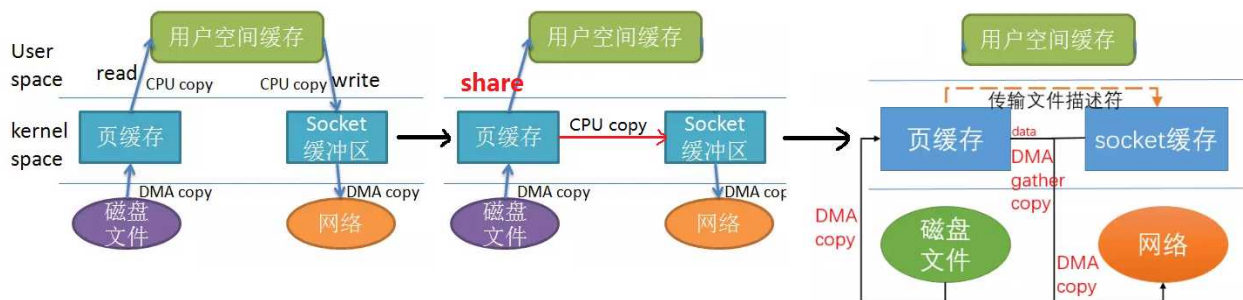 User
space
kernel
space
用户空间缓存
read
CPU copy
CPU copy
write
页缓存
Socket
缓冲区
DMA copy
DMA copy
磁盘
文件
网络
用户空间缓存
share
页缓存
CPU copy
Socket
缓冲区
DMA copy
DMA cop
磁盘
文件
网络
用户空间缓存
传输文件描述符
页缓存
data
socket缓存
DMA
gather
copy
DMA
copy
磁盘
文件
DMA
copy
网络